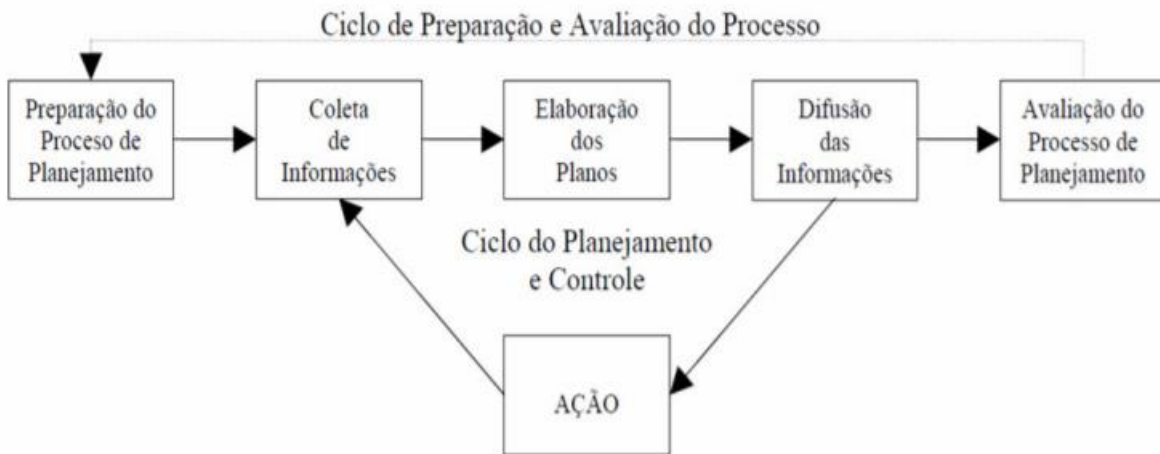 Ciclo de Preparação e Avaliação do Processo
Preparação do
Proceso de
Planejamento
Coleta
de
Informações
Elaboração
dos
Planos
Difusão
das
Informações
Avaliação do
Processo de
Planejamento
Ciclo do Planejamento
e Controle
AÇÃO